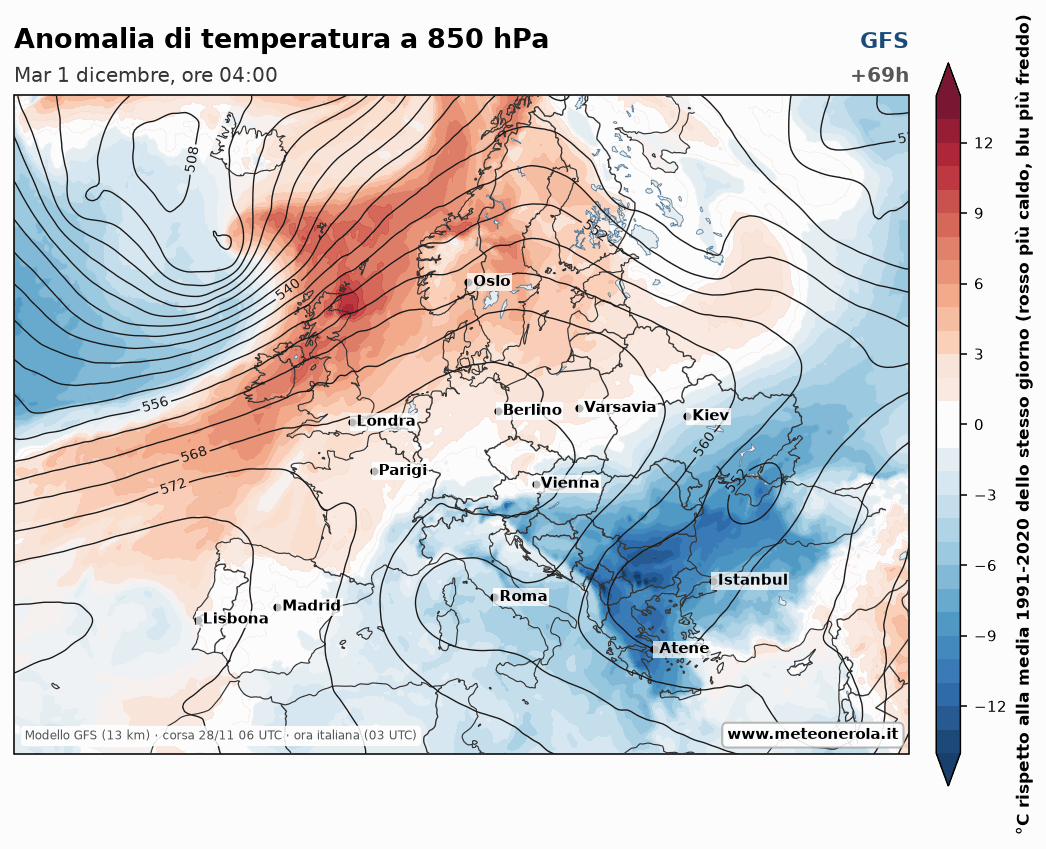 Anomalia di temperatura a 850 hPa
GFS
Mar 1 dicembre, ore 04:00
+69h
508
540
556
568
572
560
552
Oslo
Londra
Berlino
Varsavia
Kiev
Parigi
Vienna
Istanbul
Roma
Madrid
Lisbona
Atene
Modello GFS (13 km) · corsa 28/11 06 UTC · ora italiana (03 UTC)
www.meteonerola.it
12
9
6
3
0
−3
−6
−9
−12
°C rispetto alla media 1991-2020 dello stesso giorno (rosso più caldo, blu più freddo)